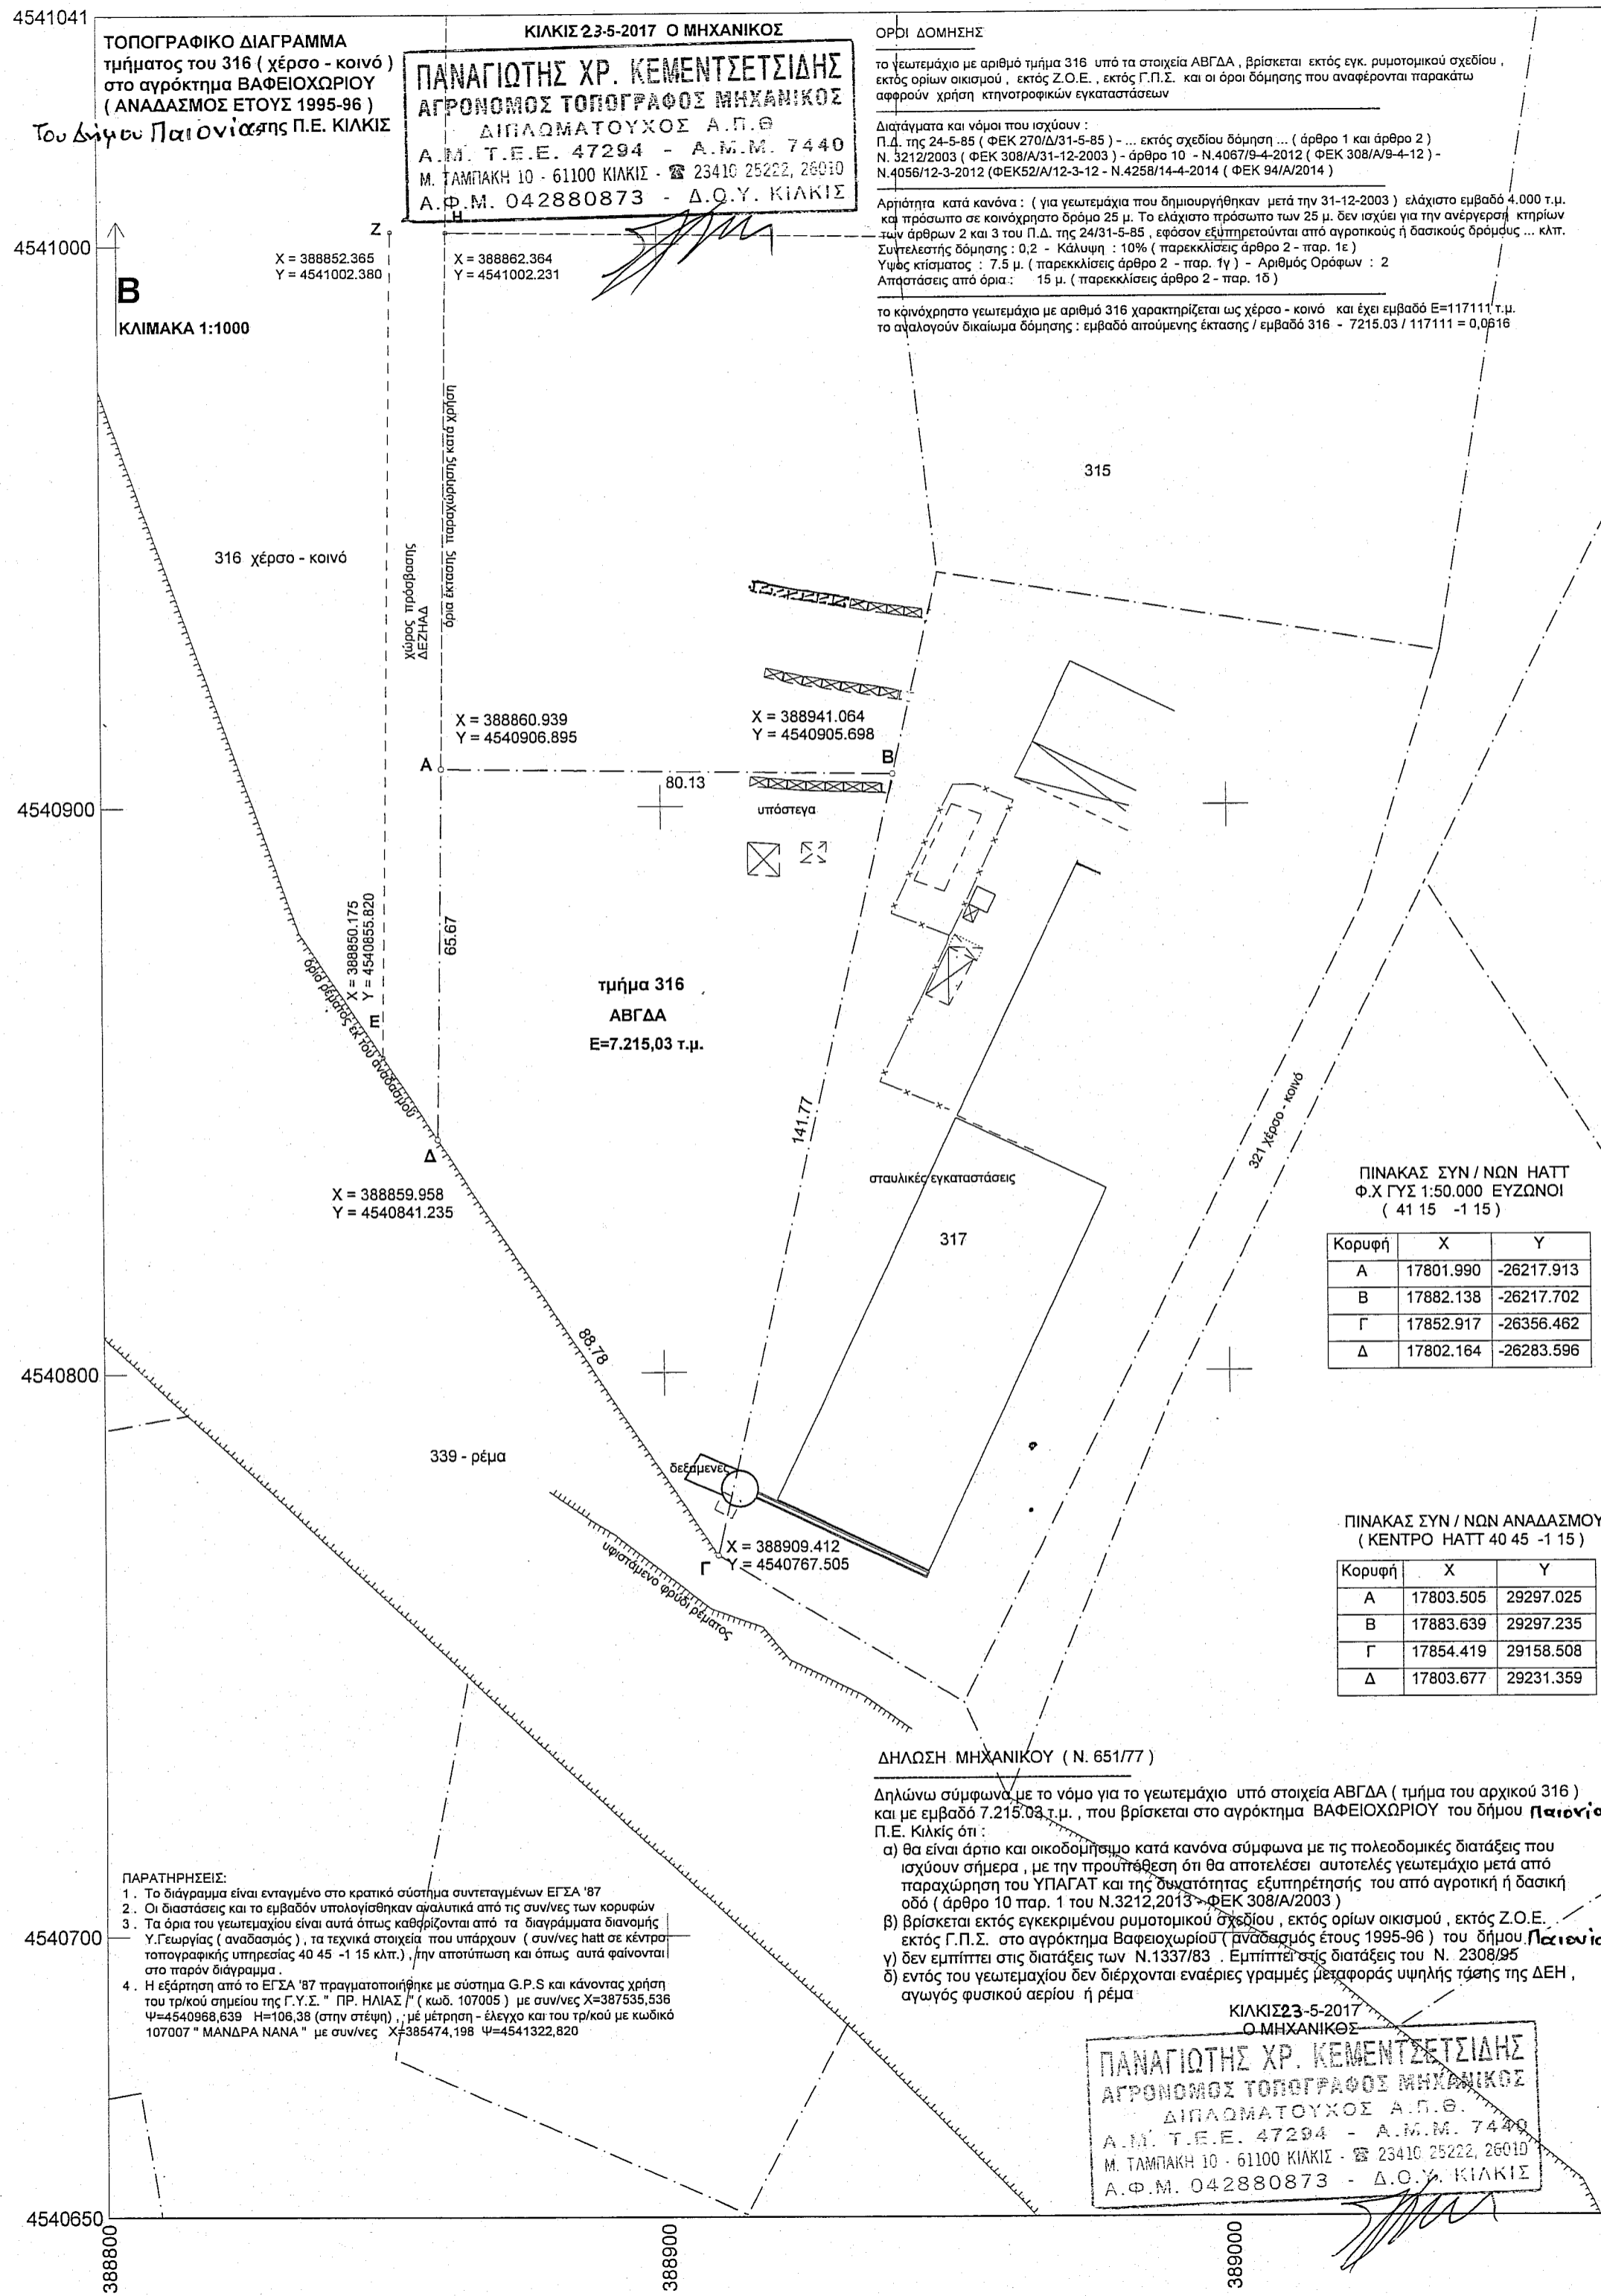 4541041
ΤΟΠΟΓΡΑΦΙΚΟ ΔΙΑΓΡΑΜΜΑ
τμήματος του 316 ( χέρσο - κοινό )
στο αγρόκτημα ΒΑΦΕΙΟΧΩΡΙΟΥ
( ΑΝΑΔΑΣΜΟΣ ΕΤΟΥΣ 1995-96 )
Του Δήμου Παιονίας της Π.Ε. ΚΙΛΚΙΣ
ΚΙΛΚΙΣ 23-5-2017 Ο ΜΗΧΑΝΙΚΟΣ
ΠΑΝΑΓΙΩΤΗΣ ΧΡ. ΚΕΜΕΝΤΣΕΤΣΙΔΗΣ
ΑΓΡΟΝΟΜΟΣ ΤΟΠΟΓΡΑΦΟΣ ΜΗΧΑΝΙΚΟΣ
ΔΙΠΛΩΜΑΤΟΥΧΟΣ Α.Π.Θ
Α.Μ. Τ.Ε.Ε. 47294 - Α.Μ.Μ. 7440
Μ. ΤΑΜΠΑΚΗ 10 - 61100 ΚΙΛΚΙΣ - ☎ 23410 25222, 26010
Α.Φ.Μ. 042880873 - Δ.Ο.Υ. ΚΙΛΚΙΣ
ΟΡΟΙ ΔΟΜΗΣΗΣ
το γεωτεμάχιο με αριθμό τμήμα 316 υπό τα στοιχεία ΑΒΓΔΑ , βρίσκεται εκτός εγκ. ρυμοτομικού σχεδίου ,
εκτός ορίων οικισμού , εκτός Ζ.Ο.Ε. , εκτός Γ.Π.Σ. και οι όροι δόμησης που αναφέρονται παρακάτω
αφορούν χρήση κτηνοτροφικών εγκαταστάσεων
Διατάγματα και νόμοι που ισχύουν :
Π.Δ. της 24-5-85 ( ΦΕΚ 270/Δ/31-5-85 ) - ... εκτός σχεδίου δόμηση ... ( άρθρο 1 και άρθρο 2 )
Ν. 3212/2003 ( ΦΕΚ 308/Α/31-12-2003 ) - άρθρο 10 - Ν.4067/9-4-2012 ( ΦΕΚ 308/Α/9-4-12 ) -
Ν.4056/12-3-2012 (ΦΕΚ52/Α/12-3-12 - Ν.4258/14-4-2014 ( ΦΕΚ 94/Α/2014 )
Αρτιότητα κατά κανόνα : ( για γεωτεμάχια που δημιουργήθηκαν μετά την 31-12-2003 ) ελάχιστο εμβαδό 4.000 τ.μ.
και πρόσωπο σε κοινόχρηστο δρόμο 25 μ. Το ελάχιστο πρόσωπο των 25 μ. δεν ισχύει για την ανέργερση κτηρίων
των άρθρων 2 και 3 του Π.Δ. της 24/31-5-85 , εφόσον εξυπηρετούνται από αγροτικούς ή δασικούς δρόμους ... κλπ.
Συντελεστής δόμησης : 0,2 - Κάλυψη : 10% ( παρεκκλίσεις άρθρο 2 - παρ. 1ε )
Υψος κτίσματος : 7.5 μ. ( παρεκκλίσεις άρθρο 2 - παρ. 1γ ) - Αριθμός Ορόφων : 2
Αποστάσεις από όρια : 15 μ. ( παρεκκλίσεις άρθρο 2 - παρ. 1δ )
το κοινόχρηστο γεωτεμάχιο με αριθμό 316 χαρακτηρίζεται ως χέρσο - κοινό και έχει εμβαδό Ε=117111 τ.μ.
το αναλογούν δικαίωμα δόμησης : εμβαδό αιτούμενης έκτασης / εμβαδό 316 - 7215.03 / 117111 = 0,0616
Ζ
Η
4541000
X = 388852.365
Y = 4541002.380
X = 388862.364
Y = 4541002.231
Β
ΚΛΙΜΑΚΑ 1:1000
315
316 χέρσο - κοινό
χώρος πρόσβασης
ΔΕΖΗΑΔ
όρια έκτασης παραχώρησης κατά χρήση
X = 388860.939
Y = 4540906.895
X = 388941.064
Y = 4540905.698
Α
Β
80.13
4540900
υπόστεγα
65.67
X = 388850.175
Y = 4540855.820
Ε
όριο ρέματος εκ του αναδασμού
τμήμα 316
ΑΒΓΔΑ
Ε=7.215,03 τ.μ.
141.77
321 χέρσο - κοινό
Δ
X = 388859.958
Y = 4540841.235
σταυλικές εγκαταστάσεις
317
ΠΙΝΑΚΑΣ ΣΥΝ / ΝΩΝ ΗΑΤΤ
Φ.Χ ΓΥΣ 1:50.000 ΕΥΖΩΝΟΙ
( 41 15 -1 15 )
Κορυφή X Y
Α 17801.990 -26217.913
Β 17882.138 -26217.702
Γ 17852.917 -26356.462
Δ 17802.164 -26283.596
88.78
4540800
339 - ρέμα
δεξαμενές
X = 388909.412
Y = 4540767.505
Γ
υφιστάμενο φρύδι ρέματος
ΠΙΝΑΚΑΣ ΣΥΝ / ΝΩΝ ΑΝΑΔΑΣΜΟΥ
( ΚΕΝΤΡΟ ΗΑΤΤ 40 45 -1 15 )
Κορυφή X Y
Α 17803.505 29297.025
Β 17883.639 29297.235
Γ 17854.419 29158.508
Δ 17803.677 29231.359
ΔΗΛΩΣΗ ΜΗΧΑΝΙΚΟΥ ( Ν. 651/77 )
Δηλώνω σύμφωνα με το νόμο για το γεωτεμάχιο υπό στοιχεία ΑΒΓΔΑ ( τμήμα του αρχικού 316 )
και με εμβαδό 7.215.03 τ.μ. , που βρίσκεται στο αγρόκτημα ΒΑΦΕΙΟΧΩΡΙΟΥ του δήμου Παιονία
Π.Ε. Κιλκίς ότι :
α) θα είναι άρτιο και οικοδομήσιμο κατά κανόνα σύμφωνα με τις πολεοδομικές διατάξεις που
ισχύουν σήμερα , με την προϋπόθεση ότι θα αποτελέσει αυτοτελές γεωτεμάχιο μετά από
παραχώρηση του ΥΠΑΓΑΤ και της δυνατότητας εξυπηρέτησής του από αγροτική ή δασική
οδό ( άρθρο 10 παρ. 1 του Ν.3212,2013 - ΦΕΚ 308/Α/2003 )
β) βρίσκεται εκτός εγκεκριμένου ρυμοτομικού σχεδίου , εκτός ορίων οικισμού , εκτός Ζ.Ο.Ε.
εκτός Γ.Π.Σ. στο αγρόκτημα Βαφειοχωρίου ( αναδασμός έτους 1995-96 ) του δήμου Παιονία
γ) δεν εμπίπτει στις διατάξεις των Ν.1337/83 . Εμπίπτει στις διατάξεις του Ν. 2308/95
δ) εντός του γεωτεμαχίου δεν διέρχονται εναέριες γραμμές μεταφοράς υψηλής τάσης της ΔΕΗ ,
αγωγός φυσικού αερίου ή ρέμα
ΚΙΛΚΙΣ 23-5-2017
Ο ΜΗΧΑΝΙΚΟΣ
ΠΑΝΑΓΙΩΤΗΣ ΧΡ. ΚΕΜΕΝΤΣΕΤΣΙΔΗΣ
ΑΓΡΟΝΟΜΟΣ ΤΟΠΟΓΡΑΦΟΣ ΜΗΧΑΝΙΚΟΣ
ΔΙΠΛΩΜΑΤΟΥΧΟΣ Α.Π.Θ.
Α.Μ. Τ.Ε.Ε. 47294 - Α.Μ.Μ. 7440
Μ. ΤΑΜΠΑΚΗ 10 - 61100 ΚΙΛΚΙΣ - ☎ 23410 25222, 26010
Α.Φ.Μ. 042880873 - Δ.Ο.Υ. ΚΙΛΚΙΣ
ΠΑΡΑΤΗΡΗΣΕΙΣ:
1 . Το διάγραμμα είναι ενταγμένο στο κρατικό σύστημα συντεταγμένων ΕΓΣΑ '87
2 . Οι διαστάσεις και το εμβαδόν υπολογίσθηκαν αναλυτικά από τις συν/νες των κορυφών
3 . Τα όρια του γεωτεμαχίου είναι αυτά όπως καθορίζονται από τα διαγράμματα διανομής
Υ.Γεωργίας ( αναδασμός ) , τα τεχνικά στοιχεία που υπάρχουν ( συν/νες hatt σε κέντρο
τοπογραφικής υπηρεσίας 40 45 -1 15 κλπ.) , την αποτύπωση και όπως αυτά φαίνονται
στο παρόν διάγραμμα .
4 . Η εξάρτηση από το ΕΓΣΑ '87 πραγματοποιήθηκε με σύστημα G.P.S και κάνοντας χρήση
του τρ/κού σημείου της Γ.Υ.Σ. " ΠΡ. ΗΛΙΑΣ " ( κωδ. 107005 ) με συν/νες Χ=387535,536
Ψ=4540968,639 Η=106,38 (στην στέψη) , μέ μέτρηση - έλεγχο και του τρ/κού με κωδικό
107007 " ΜΑΝΔΡΑ ΝΑΝΑ " με συν/νες Χ=385474,198 Ψ=4541322,820
4540700
4540650
388800
388900
389000